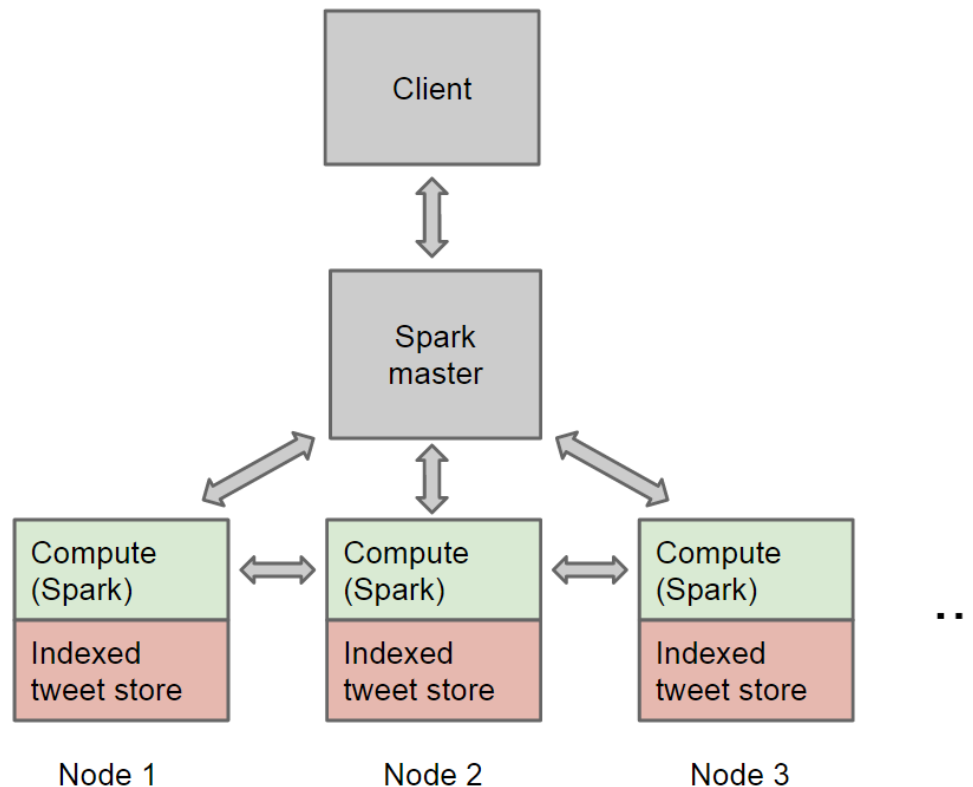 Client
Spark
master
Compute
(Spark)
Indexed
tweet store
Compute
(Spark)
Indexed
tweet store
Compute
(Spark)
Indexed
tweet store
..
Node 1
Node 2
Node 3